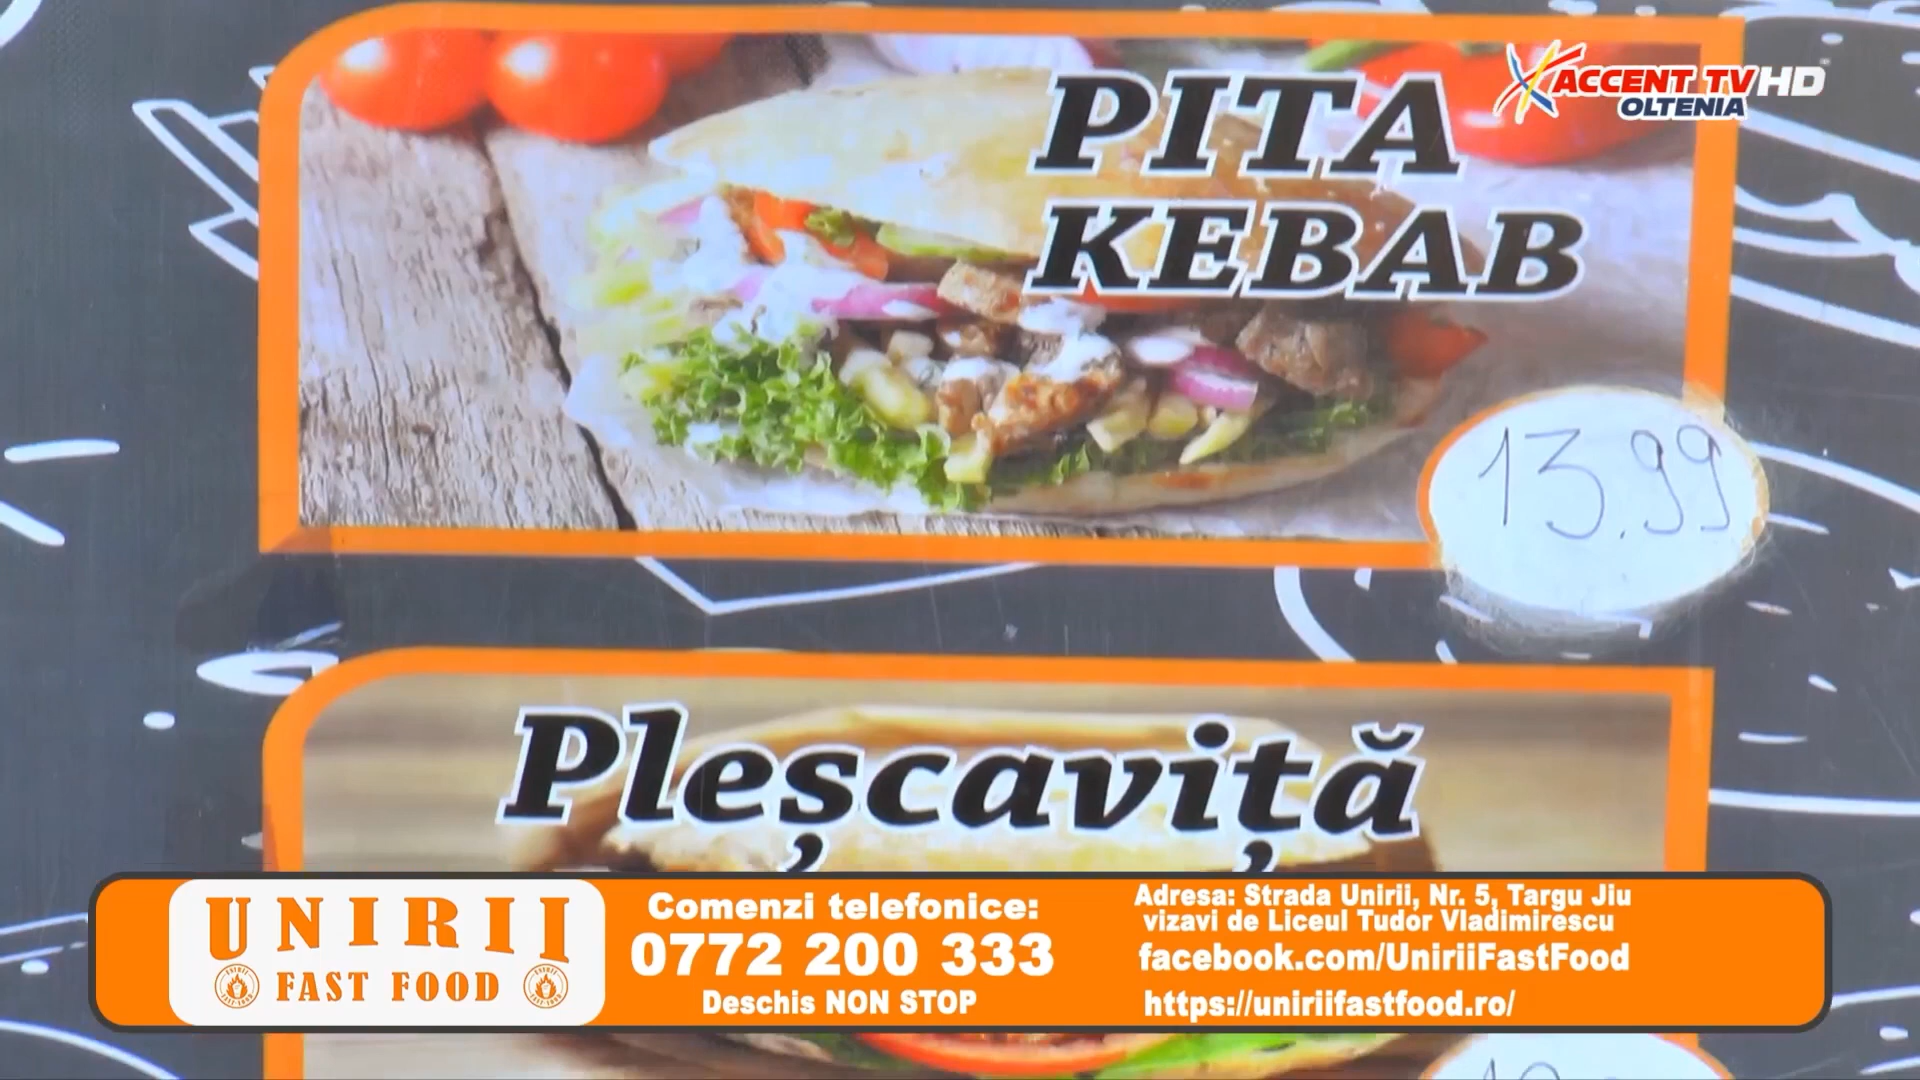 PITA
KEBAB
ACCENT TV HD
OLTENIA
13.99
Pleșcaviță
UNIRII
FAST FOOD
Comenzi telefonice:
0772 200 333
Deschis NON STOP
Adresa: Strada Unirii, Nr. 5, Targu Jiu
vizavi de Liceul Tudor Vladimirescu
facebook.com/UniriiFastFood
https://uniriifastfood.ro/